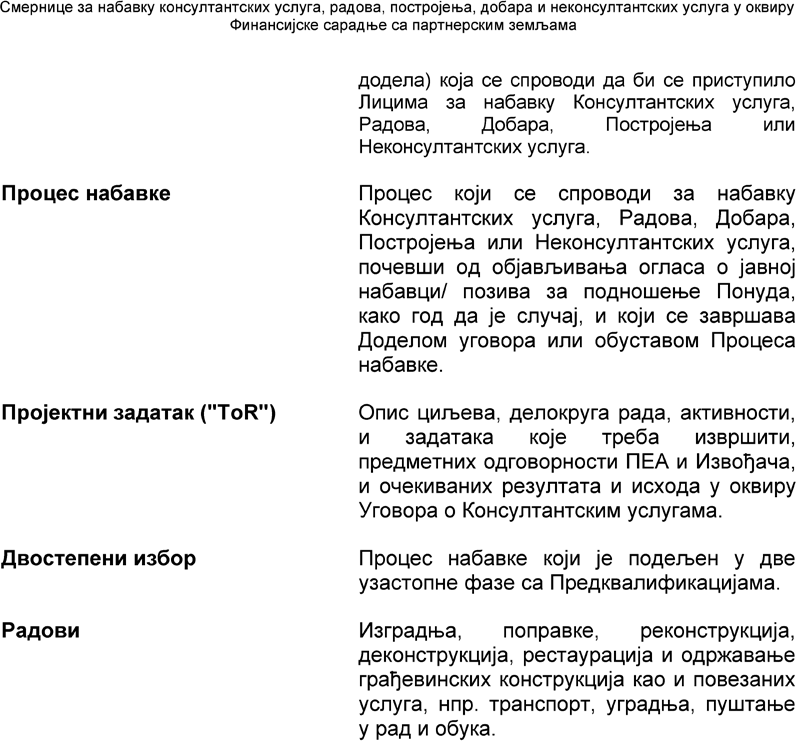 Смернице за набавку консултантских услуга, радова, постројења, добара и неконсултантских услуга у оквиру
Финансијске сарадње са партнерским земљама
додела) која се спроводи да би се приступило
Лицима за набавку Консултантских услуга,
Радова, Добара, Постројења или
Неконсултантских услуга.
Процес набавке
Процес који се спроводи за набавку
Консултантских услуга, Радова, Добара,
Постројења или Неконсултантских услуга,
почевши од објављивања огласа о јавној
набавци/ позива за подношење Понуда,
како год да је случај, и који се завршава
Доделом уговора или обуставом Процеса
набавке.
Пројектни задатак ("ToR")
Опис циљева, делокруга рада, активности,
и задатака које треба извршити,
предметних одговорности ПЕА и Извођача,
и очекиваних резултата и исхода у оквиру
Уговора о Консултантским услугама.
Двостепени избор
Процес набавке који је подељен у две
узастопне фазе са Предквалификацијама.
Радови
Изградња, поправке, реконструкција,
деконструкција, рестаурација и одржавање
грађевинских конструкција као и повезаних
услуга, нпр. транспорт, уградња, пуштање
у рад и обука.